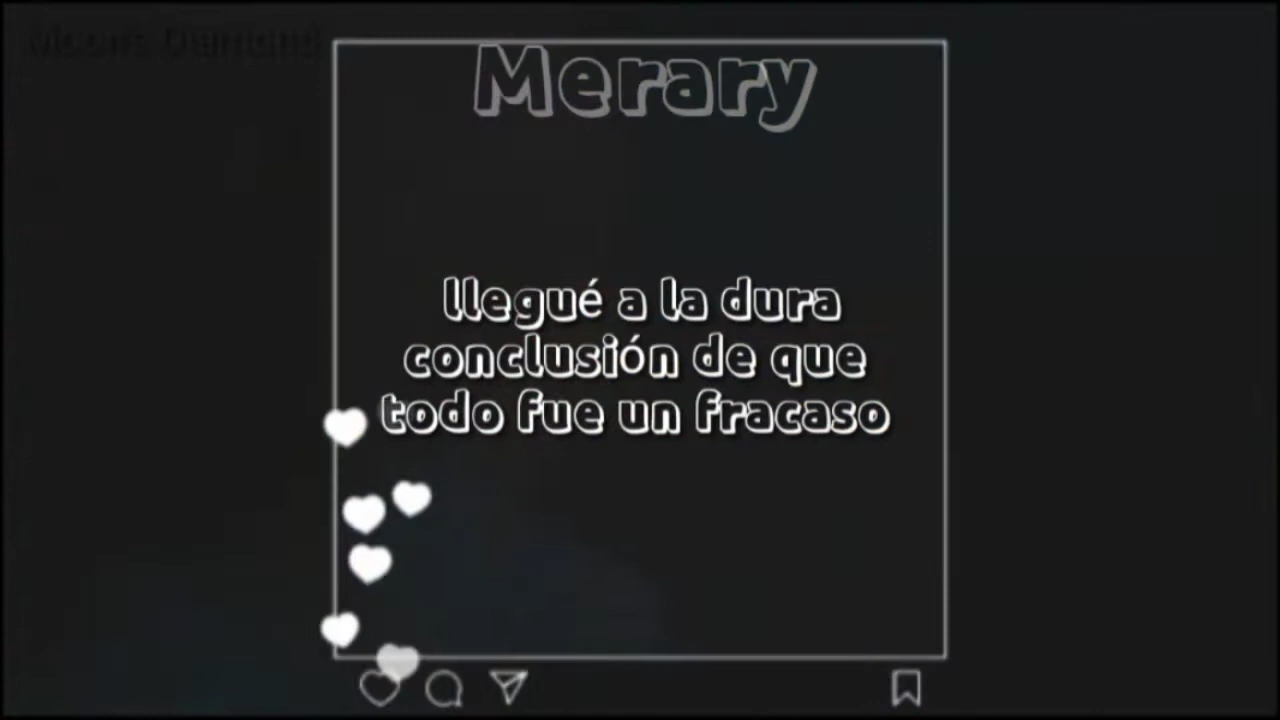 Merary
llegué a la dura
conclusión de que
todo fue un fracaso